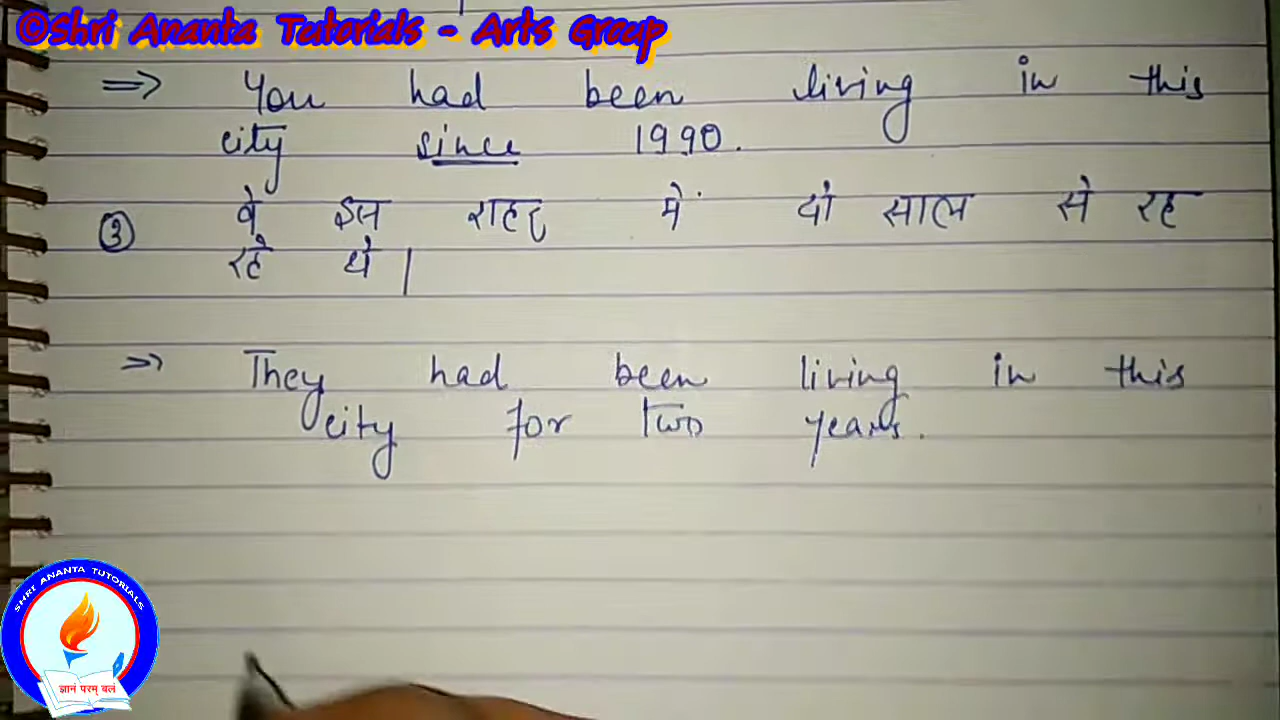 ©Shri Ananta Tutorials - Arts Group
⇒ You had been living in this
city since 1990.
③ वे इस शहर में दो साल से रह
रहे थे |
⇒ They had been living in this
city for two years.
SHRI ANANTA TUTORIALS
ज्ञानं परमं बलं